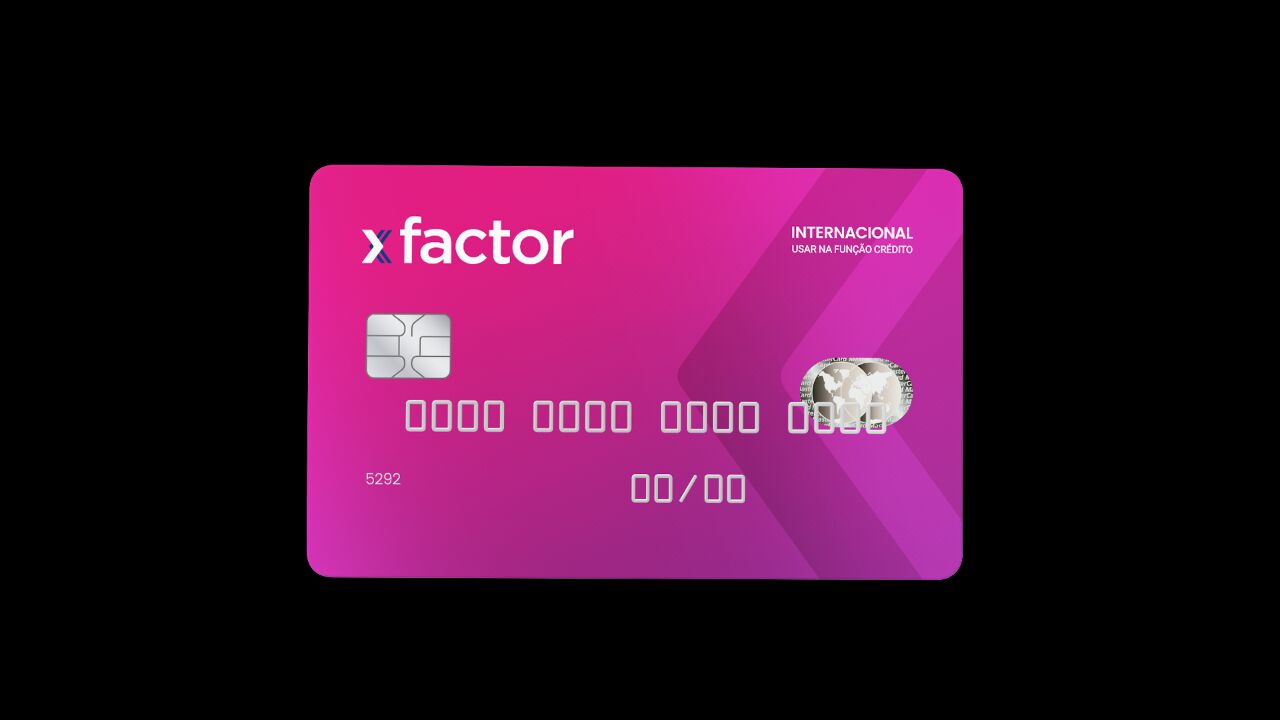 xfactor
INTERNACIONAL
USAR NA FUNÇÃO CRÉDITO
0000 0000 0000 0000
5292
00/00